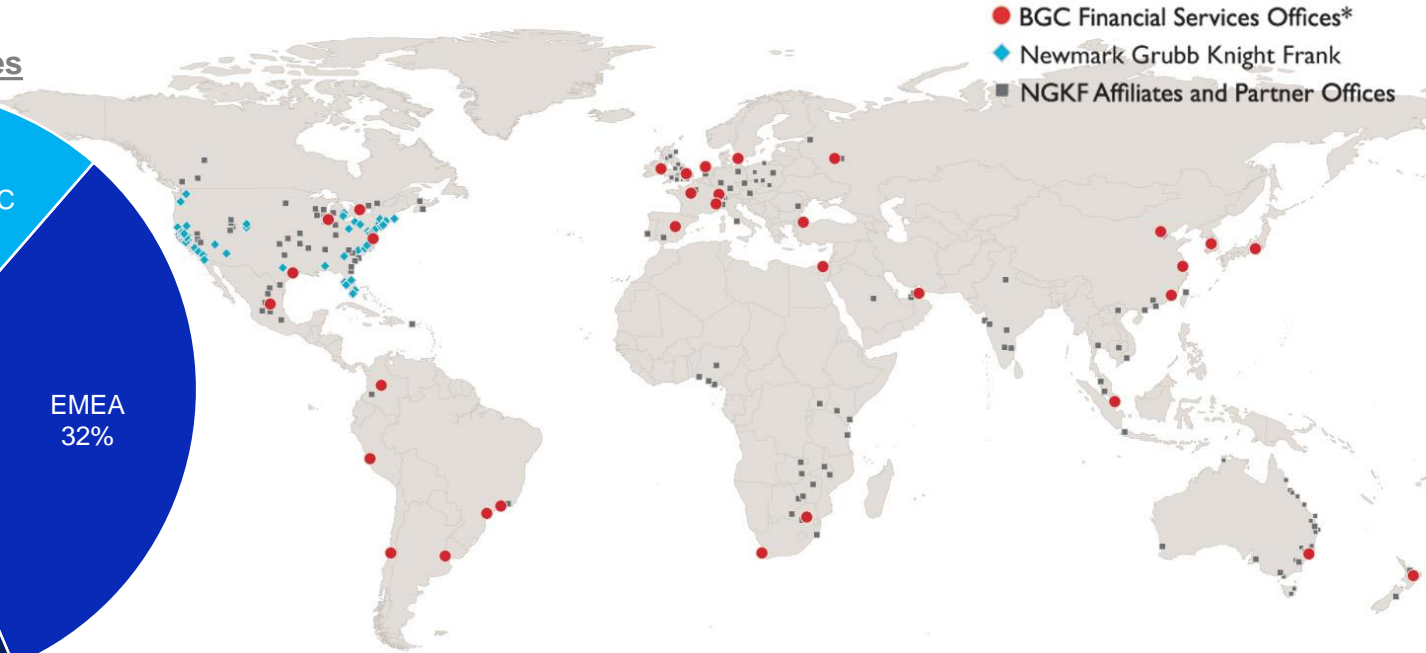 es
BGC Financial Services Offices*
Newmark Grubb Knight Frank
NGKF Affiliates and Partner Offices
C
EMEA
32%